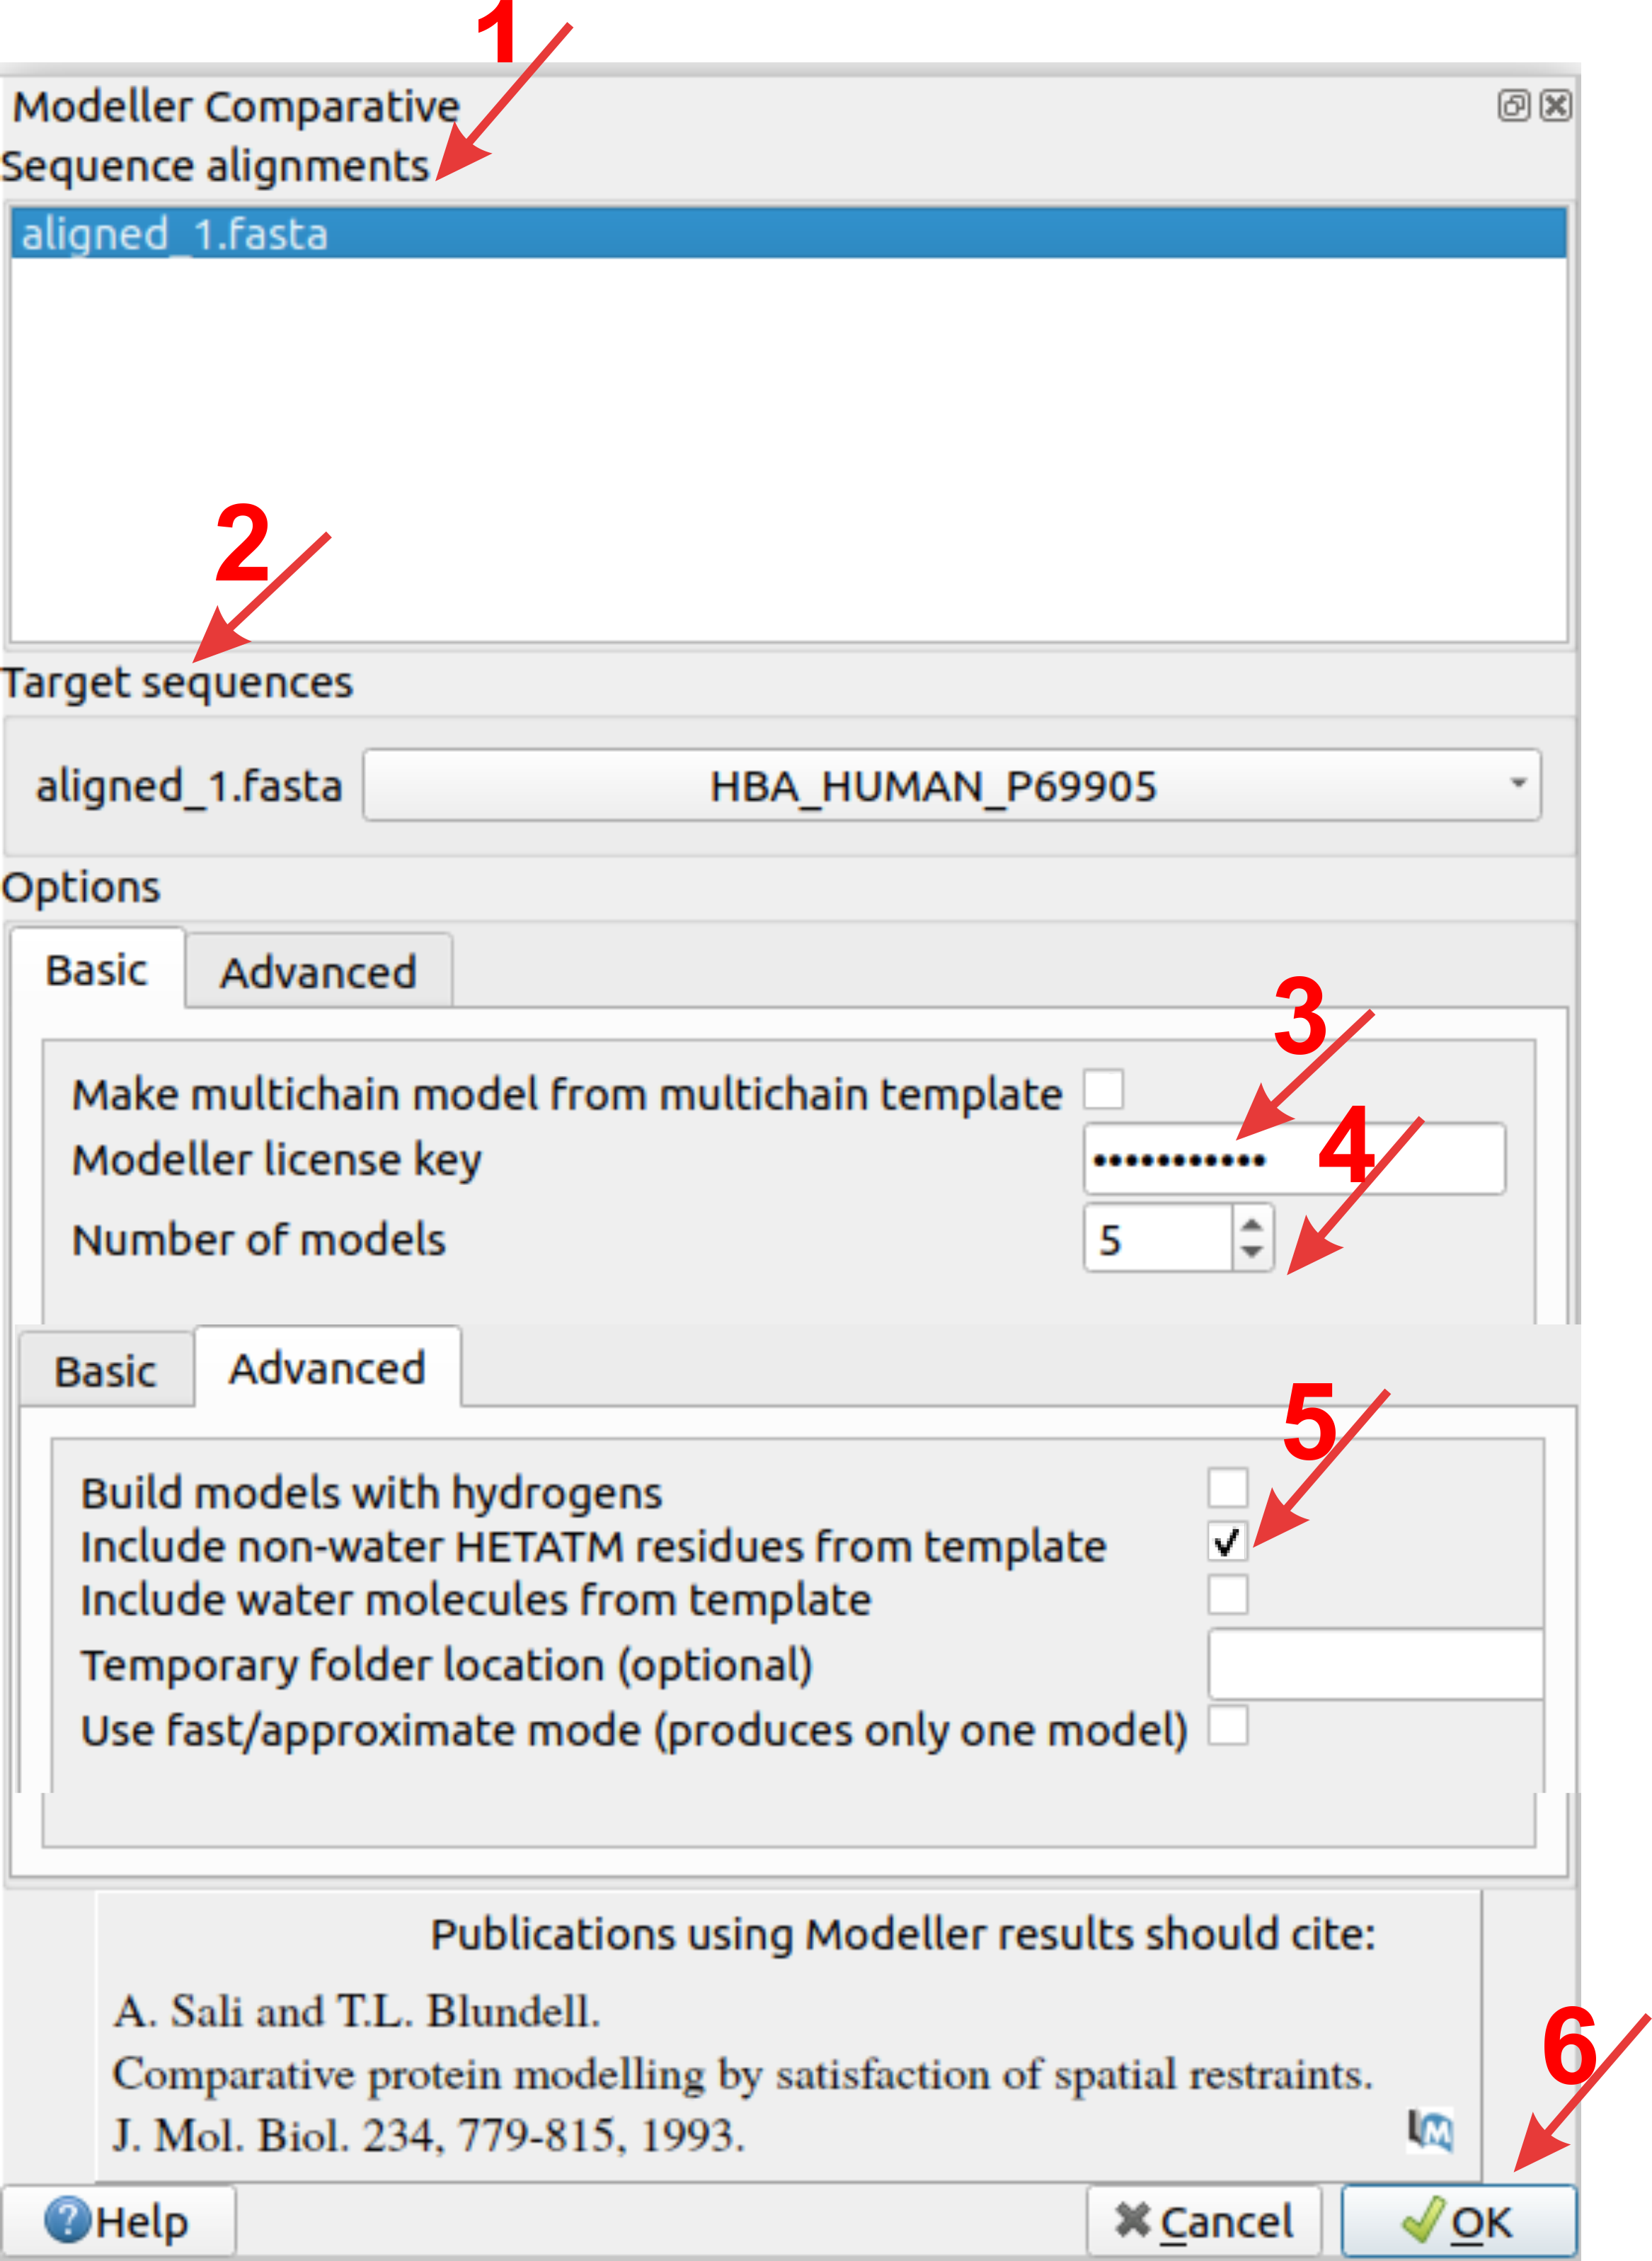 1
Modeller Comparative
Sequence alignments
aligned_1.fasta
2
Target sequences
aligned_1.fasta HBA_HUMAN_P69905
Options
Basic Advanced
3
Make multichain model from multichain template
Modeller license key ••••••••••• 4
Number of models 5
Basic Advanced
5
Build models with hydrogens
Include non-water HETATM residues from template
Include water molecules from template
Temporary folder location (optional)
Use fast/approximate mode (produces only one model)
Publications using Modeller results should cite:
A. Sali and T.L. Blundell.
Comparative protein modelling by satisfaction of spatial restraints.
J. Mol. Biol. 234, 779-815, 1993.
M
6
?Help Cancel OK